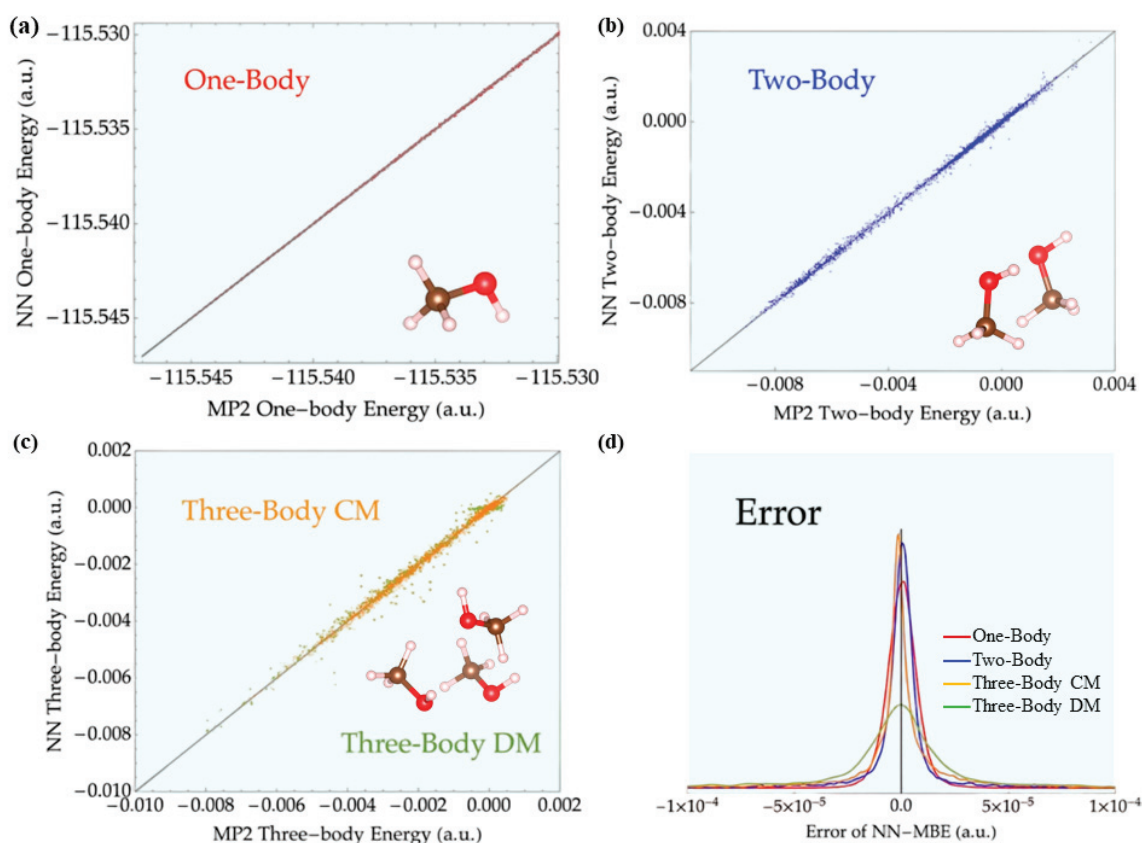 (a)
−115.530
−115.535
−115.540
−115.545
NN One−body Energy (a.u.)
One-Body
−115.545 −115.540 −115.535 −115.530
MP2 One−body Energy (a.u.)
(b)
0.004
0.000
−0.004
−0.008
NN Two−body Energy (a.u.)
Two-Body
−0.008 −0.004 0.000 0.004
MP2 Two−body Energy (a.u.)
(c)
0.002
0.000
−0.002
−0.004
−0.006
−0.008
−0.010
NN Three−body Energy (a.u.)
Three-Body CM
Three-Body DM
−0.010 −0.008 −0.006 −0.004 −0.002 0.000 0.002
MP2 Three−body Energy (a.u.)
(d)
Error
One-Body
Two-Body
Three-Body CM
Three-Body DM
−1×10⁻⁴ −5×10⁻⁵ 0.0 5×10⁻⁵ 1×10⁻⁴
Error of NN−MBE (a.u.)